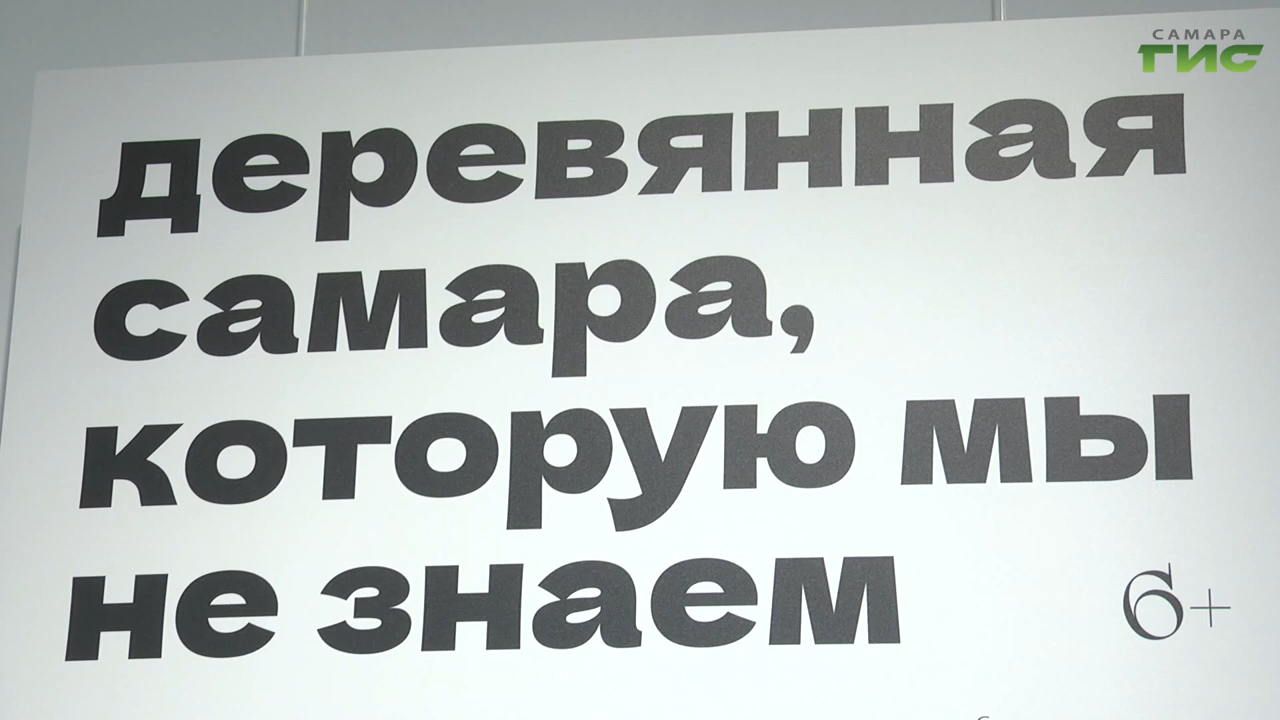 САМАРА
ГИС
деревянная
самара,
которую мы
не знаем
6+